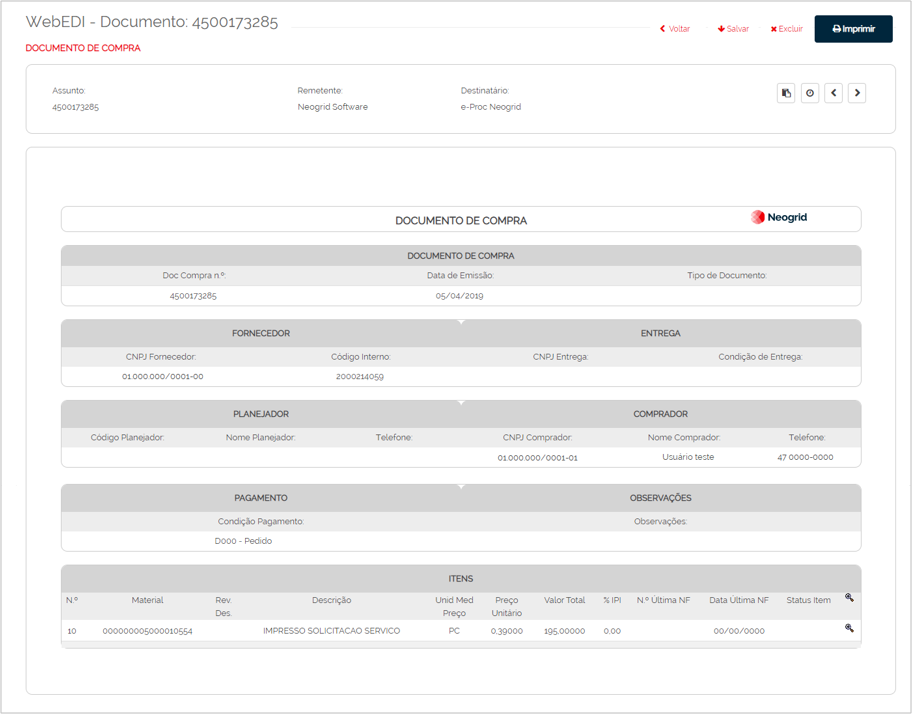 WebEDI - Documento: 4500173285
Voltar Salvar Excluir Imprimir
DOCUMENTO DE COMPRA
Assunto: Remetente: Destinatário:
4500173285 Neogrid Software e-Proc Neogrid
DOCUMENTO DE COMPRA Neogrid
DOCUMENTO DE COMPRA
Doc Compra n.º: Data de Emissão: Tipo de Documento:
4500173285 05/04/2019
FORNECEDOR ENTREGA
CNPJ Fornecedor: Código Interno: CNPJ Entrega: Condição de Entrega:
01.000.000/0001-00 2000214059
PLANEJADOR COMPRADOR
Código Planejador: Nome Planejador: Telefone: CNPJ Comprador: Nome Comprador: Telefone:
01.000.000/0001-01 Usuário teste 47 0000-0000
PAGAMENTO OBSERVAÇÕES
Condição Pagamento: Observações:
D000 - Pedido
ITENS
N.º Material Rev. Descrição Unid Med Preço Valor Total % IPI N.º Última NF Data Última NF Status Item
Des. Preço Unitário
10 000000005000010554 IMPRESSO SOLICITACAO SERVICO PC 0,39000 195,00000 0,00 00/00/0000